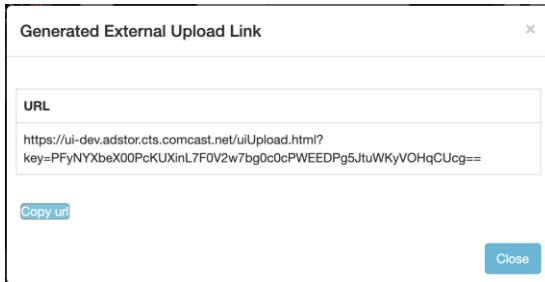 Generated External Upload Link
×
URL
https://ui-dev.adstor.cts.comcast.net/uiUpload.html?
key=PFyNYXbeX00PcKUXinL7F0V2w7bg0c0cPWEEDPg5JtuWKyVOHqCUcg==
Copy url
Close